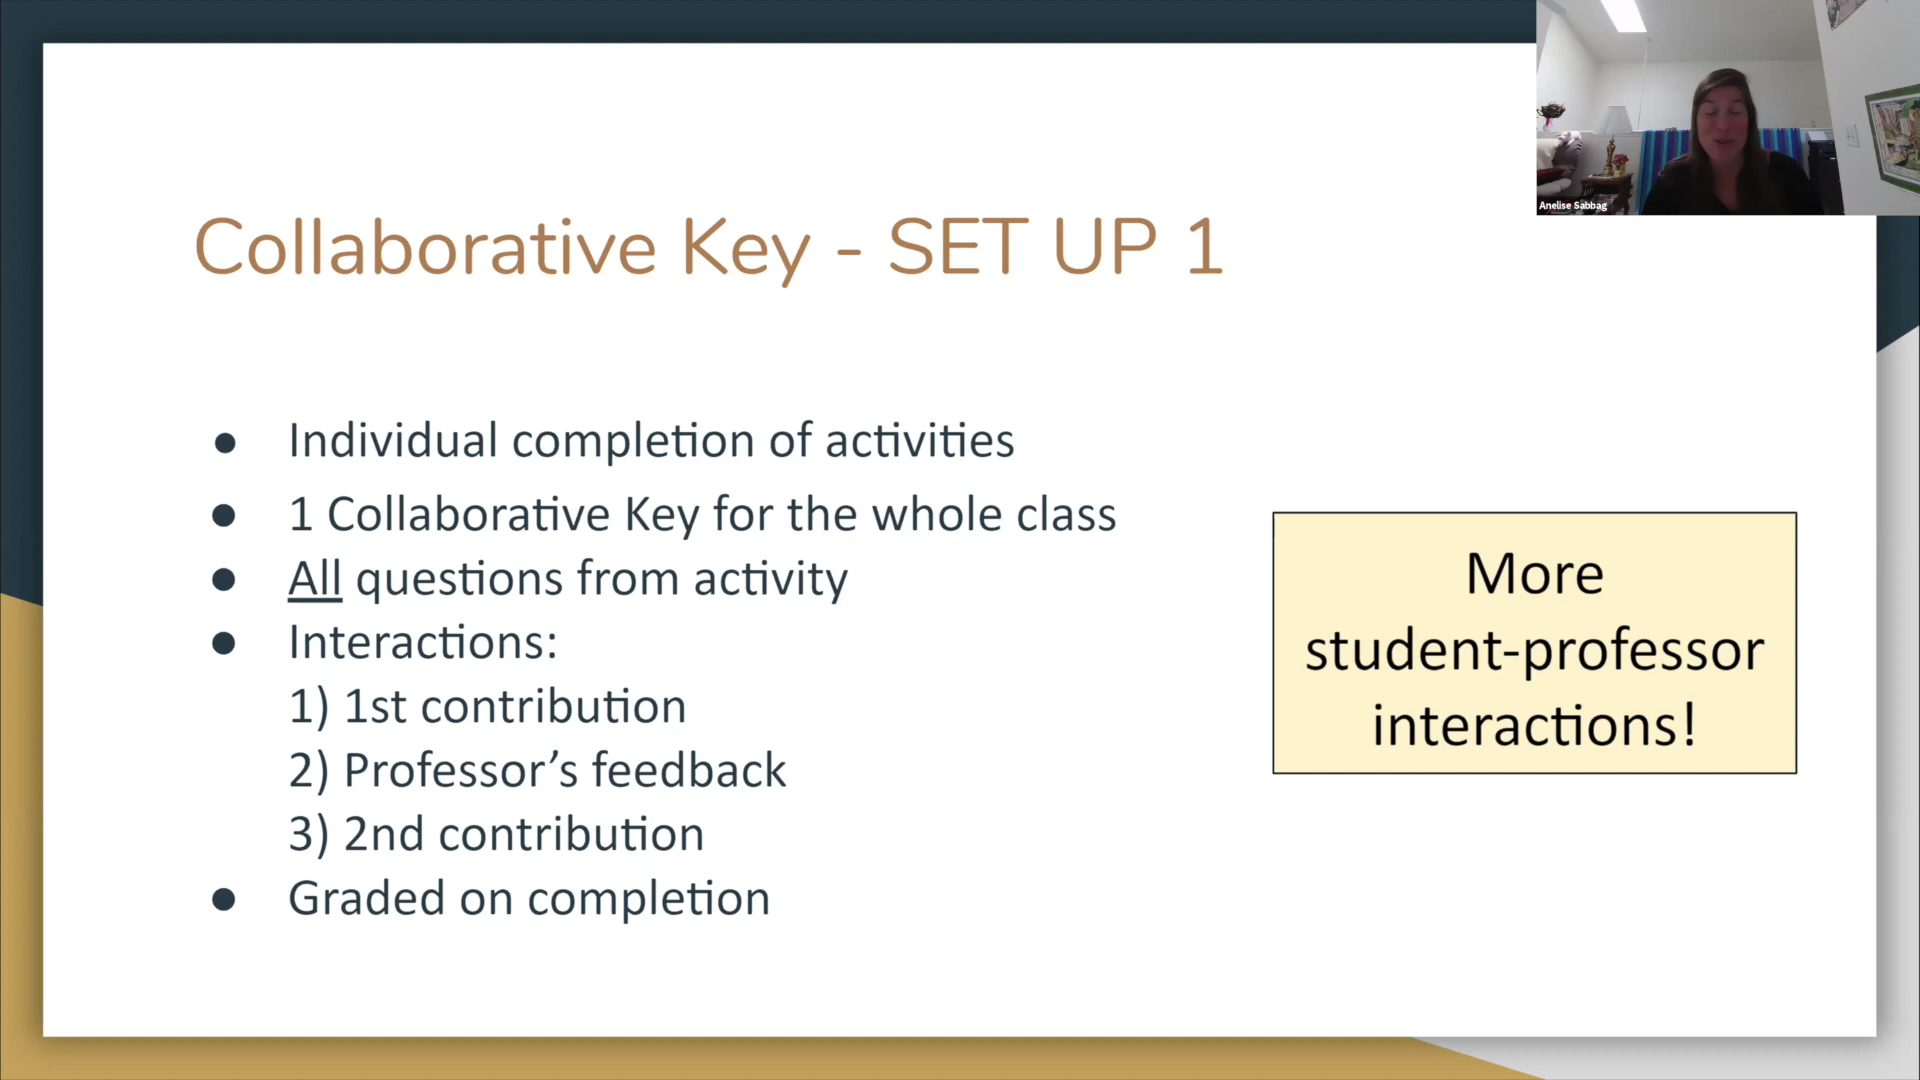 Anelise Sabbag
Collaborative Key - SET UP 1
● Individual completion of activities
● 1 Collaborative Key for the whole class
● All questions from activity
● Interactions:
1) 1st contribution
2) Professor’s feedback
3) 2nd contribution
● Graded on completion
More
student-professor
interactions!